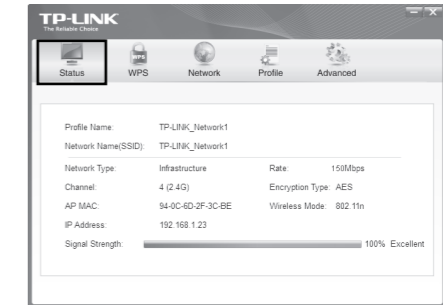 TP-LINK
The Reliable Choice
WPS
Status WPS Network Profile Advanced
Profile Name: TP-LINK_Network1
Network Name(SSID): TP-LINK_Network1
Network Type: Infrastructure Rate: 150Mbps
Channel: 4 (2.4G) Encryption Type: AES
AP MAC: 94-0C-6D-2F-3C-BE Wireless Mode: 802.11n
IP Address: 192.168.1.23
Signal Strength: 100% Excellent